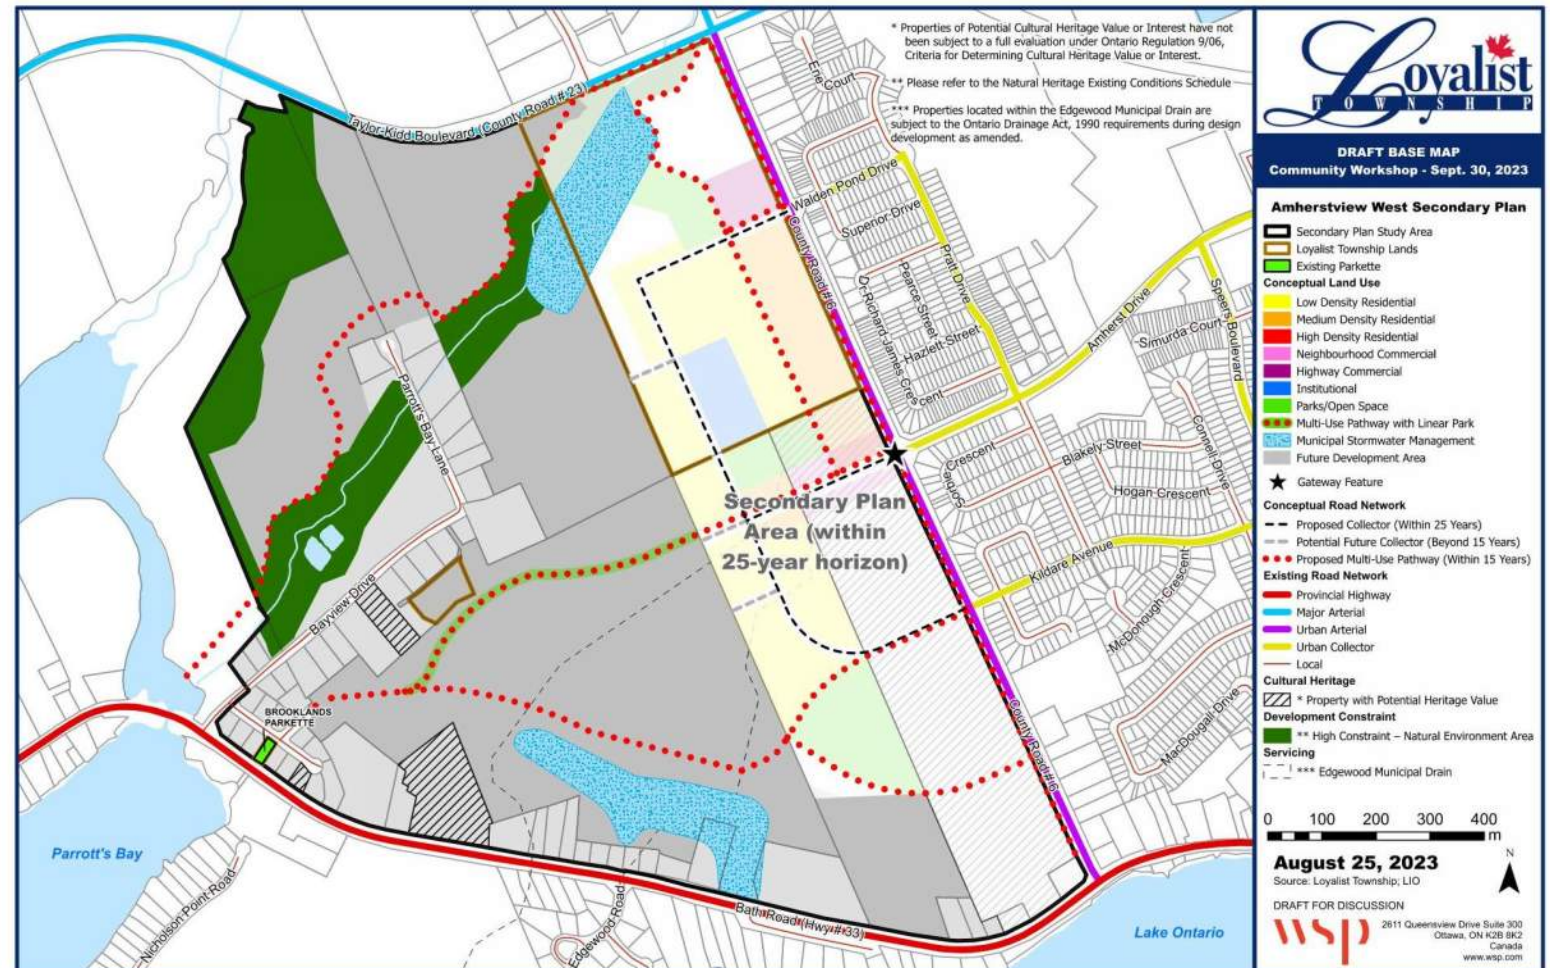 * Properties of Potential Cultural Heritage Value or Interest have not
been subject to a full evaluation under Ontario Regulation 9/06,
Criteria for Determining Cultural Heritage Value or Interest.
** Please refer to the Natural Heritage Existing Conditions Schedule
*** Properties located within the Edgewood Municipal Drain are
subject to the Ontario Drainage Act, 1990 requirements during design
development as amended.
Taylor-Kidd Boulevard (County Road # 23)
Ene Court
Walden Pond Drive
Superior Drive
Pratt Drive
County Road # 6
Dr Richard James Crescent
Pearce Street
Hazlett Street
Amherst Drive
Simurda Court
Speers Boulevard
Parrott's Bay Lane
Sorbie Crescent
Blakely Street
Connell Drive
Hogan Crescent
Secondary Plan
Area (within
25-year horizon)
Kildare Avenue
McDonough Crescent
Bayview Drive
BROOKLANDS
PARKETTE
County Road # 6
MacDougall Drive
Parrott's Bay
Nicholson Point Road
Edgewood Road
Bath Road (Hwy # 33)
Lake Ontario
Loyalist
TOWNSHIP
DRAFT BASE MAP
Community Workshop - Sept. 30, 2023
Amherstview West Secondary Plan
Secondary Plan Study Area
Loyalist Township Lands
Existing Parkette
Conceptual Land Use
Low Density Residential
Medium Density Residential
High Density Residential
Neighbourhood Commercial
Highway Commercial
Institutional
Parks/Open Space
Multi-Use Pathway with Linear Park
Municipal Stormwater Management
Future Development Area
Gateway Feature
Conceptual Road Network
Proposed Collector (Within 25 Years)
Potential Future Collector (Beyond 15 Years)
Proposed Multi-Use Pathway (Within 15 Years)
Existing Road Network
Provincial Highway
Major Arterial
Urban Arterial
Urban Collector
Local
Cultural Heritage
* Property with Potential Heritage Value
Development Constraint
** High Constraint – Natural Environment Area
Servicing
*** Edgewood Municipal Drain
0 100 200 300 400
m
August 25, 2023
Source: Loyalist Township; LIO
N
DRAFT FOR DISCUSSION
wsp
2611 Queensview Drive Suite 300
Ottawa, ON K2B 8K2
Canada
www.wsp.com